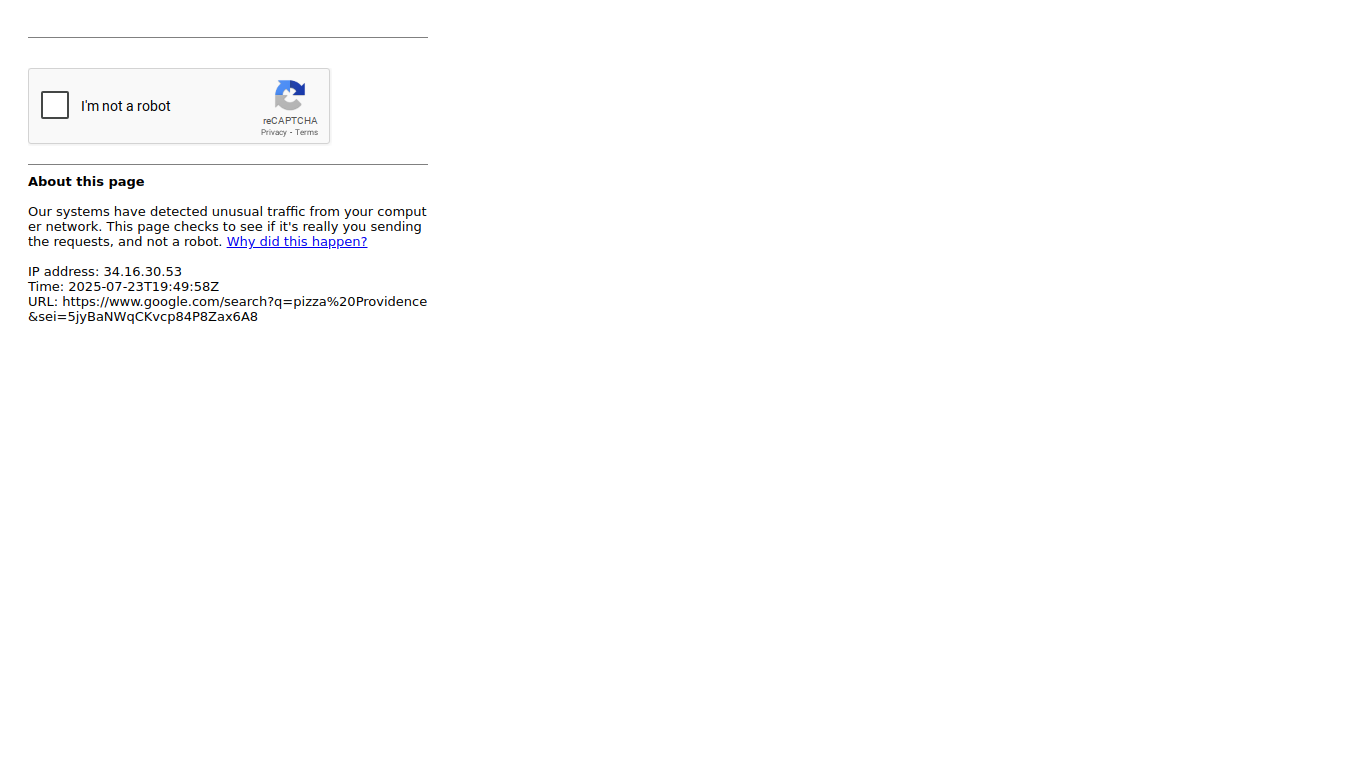 I'm not a robot
reCAPTCHA
Privacy - Terms
About this page
Our systems have detected unusual traffic from your comput
er network. This page checks to see if it's really you sending
the requests, and not a robot. Why did this happen?
IP address: 34.16.30.53
Time: 2025-07-23T19:49:58Z
URL: https://www.google.com/search?q=pizza%20Providence
&sei=5jyBaNWqCKvcp84P8Zax6A8